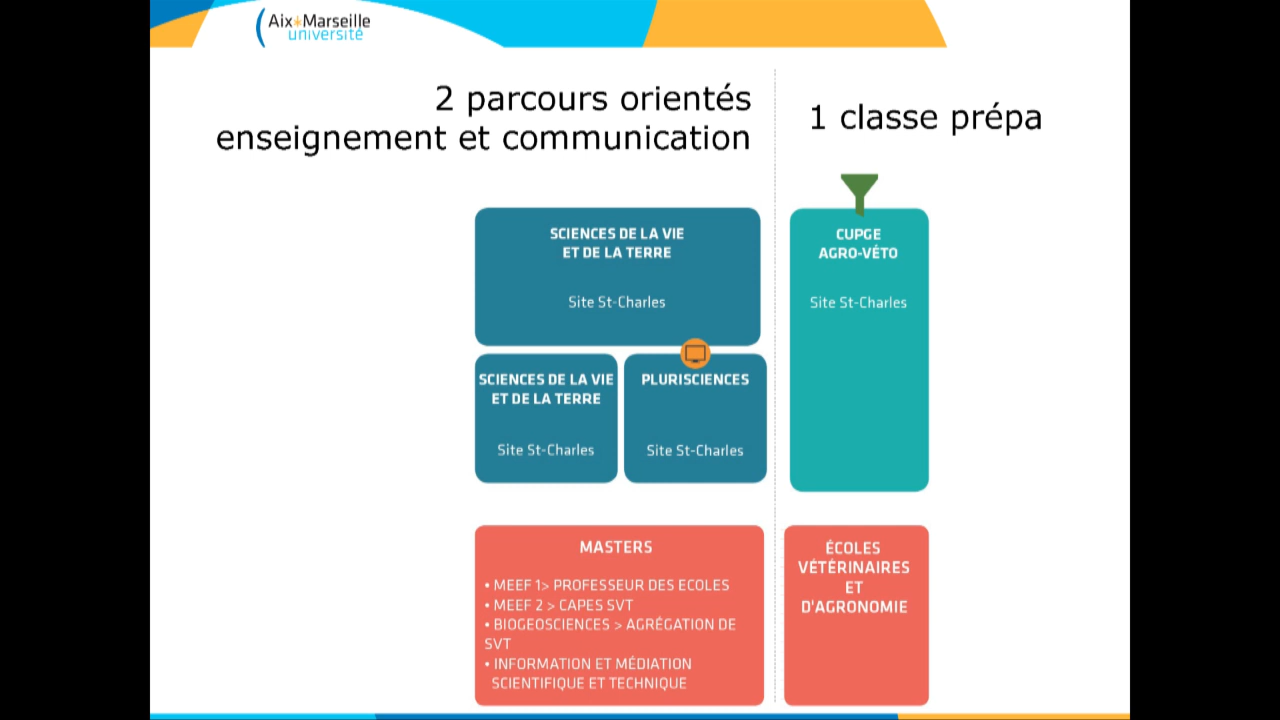 Aix*Marseille
université
2 parcours orientés
enseignement et communication
1 classe prépa
SCIENCES DE LA VIE
ET DE LA TERRE
Site St-Charles
SCIENCES DE LA VIE
ET DE LA TERRE
Site St-Charles
PLURISCIENCES
Site St-Charles
MASTERS
• MEEF 1> PROFESSEUR DES ECOLES
• MEEF 2 > CAPES SVT
• BIOGEOSCIENCES > AGRÉGATION DE
SVT
• INFORMATION ET MÉDIATION
SCIENTIFIQUE ET TECHNIQUE
CUPGE
AGRO-VÉTO
Site St-Charles
ÉCOLES
VÉTÉRINAIRES
ET
D'AGRONOMIE